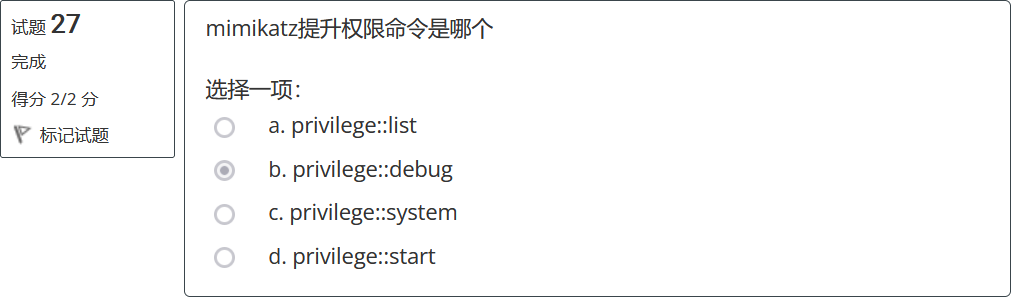 试题 27
完成
得分 2/2 分
标记试题
mimikatz提升权限命令是哪个
选择一项：
a. privilege::list
b. privilege::debug
c. privilege::system
d. privilege::start